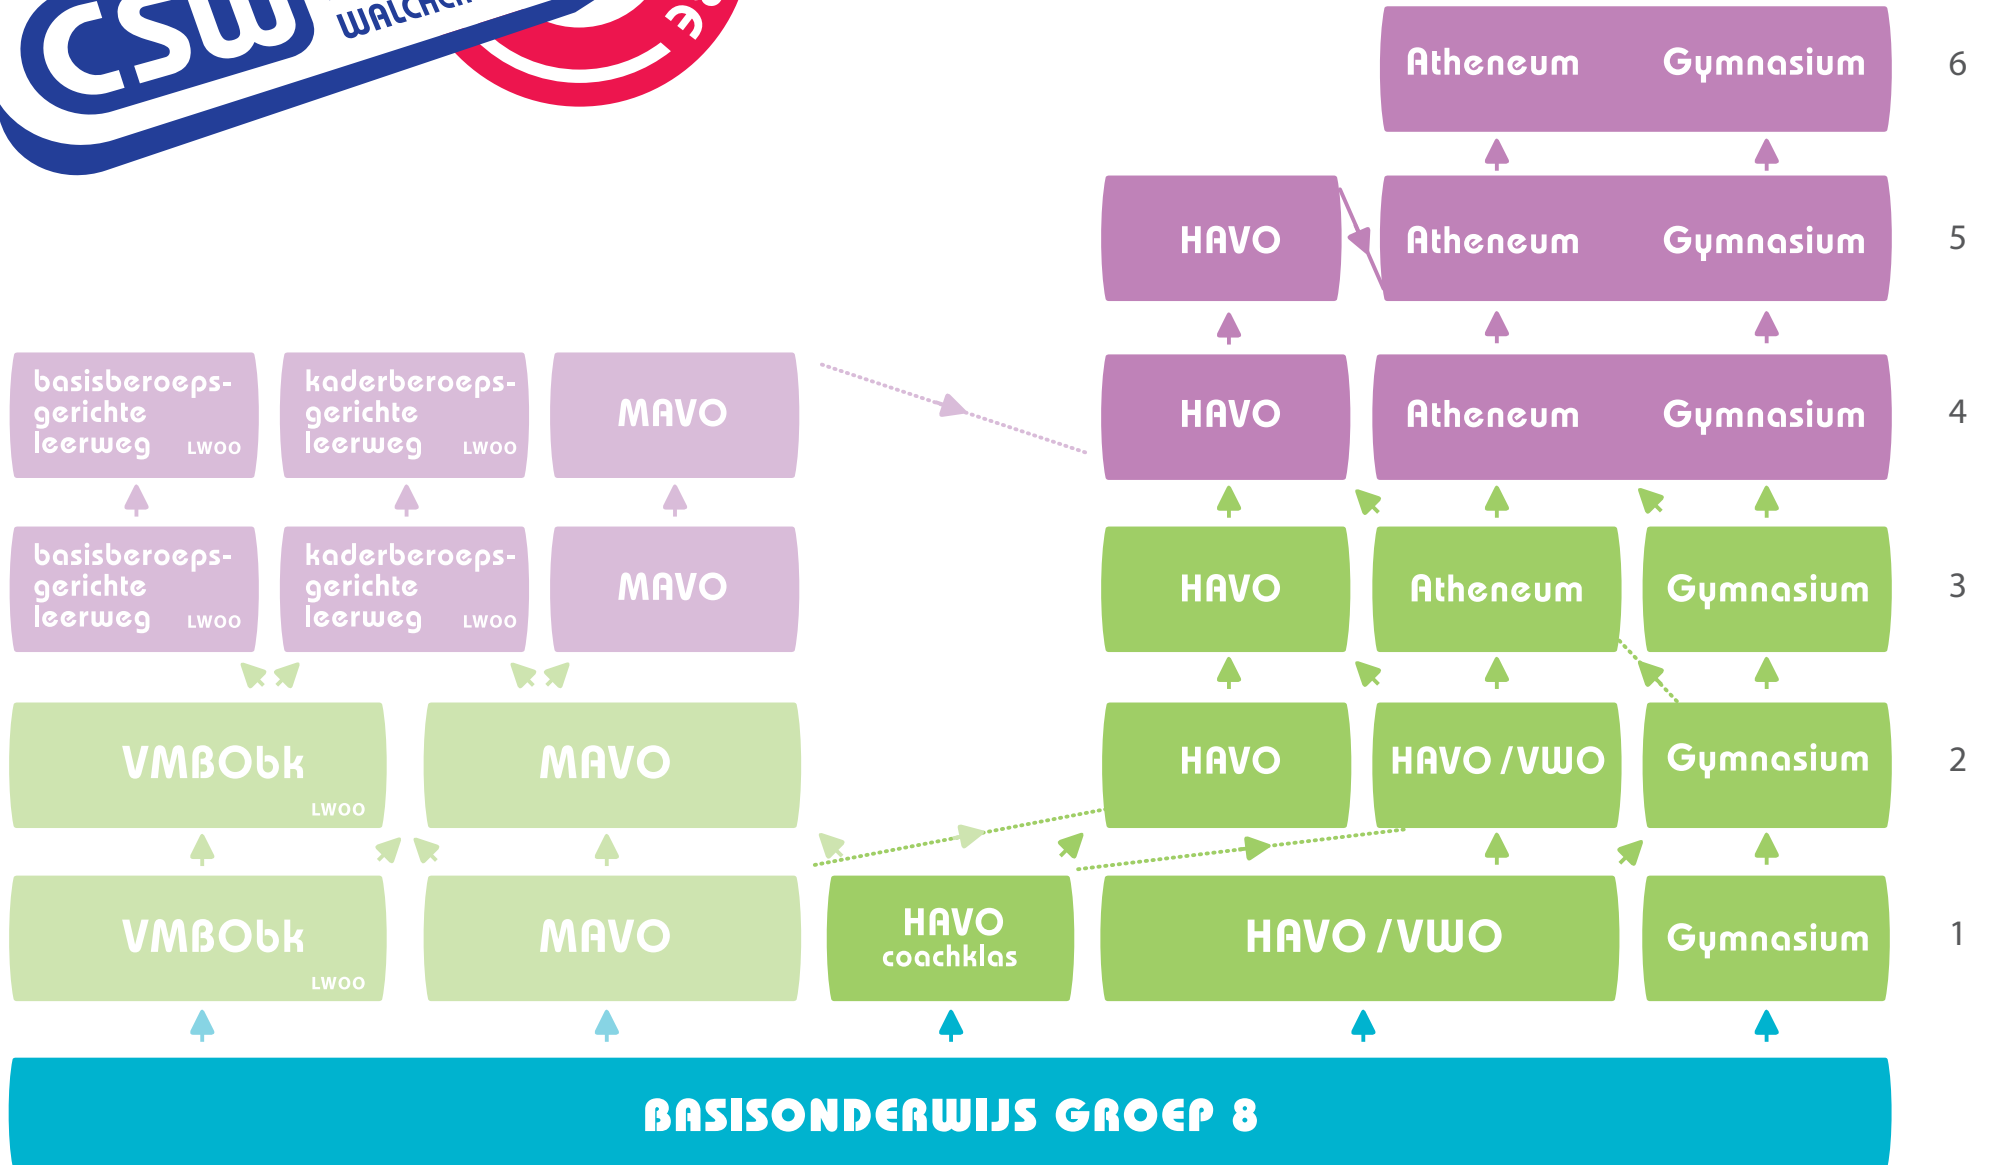 CSW
Atheneum Gymnasium 6
HAVO Atheneum Gymnasium 5
basisberoeps-
gerichte
leerweg LWOO
kaderberoeps-
gerichte
leerweg LWOO
MAVO
HAVO Atheneum Gymnasium 4
basisberoeps-
gerichte
leerweg LWOO
kaderberoeps-
gerichte
leerweg LWOO
MAVO
HAVO Atheneum Gymnasium 3
VMBObk
LWOO
MAVO
HAVO HAVO/VWO Gymnasium 2
VMBObk
LWOO
MAVO
HAVO
coachklas
HAVO/VWO Gymnasium 1
BASISONDERWIJS GROEP 8